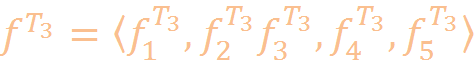 f^{T_3} = ⟨f_1^{T_3}, f_2^{T_3} f_3^{T_3}, f_4^{T_3}, f_5^{T_3}⟩